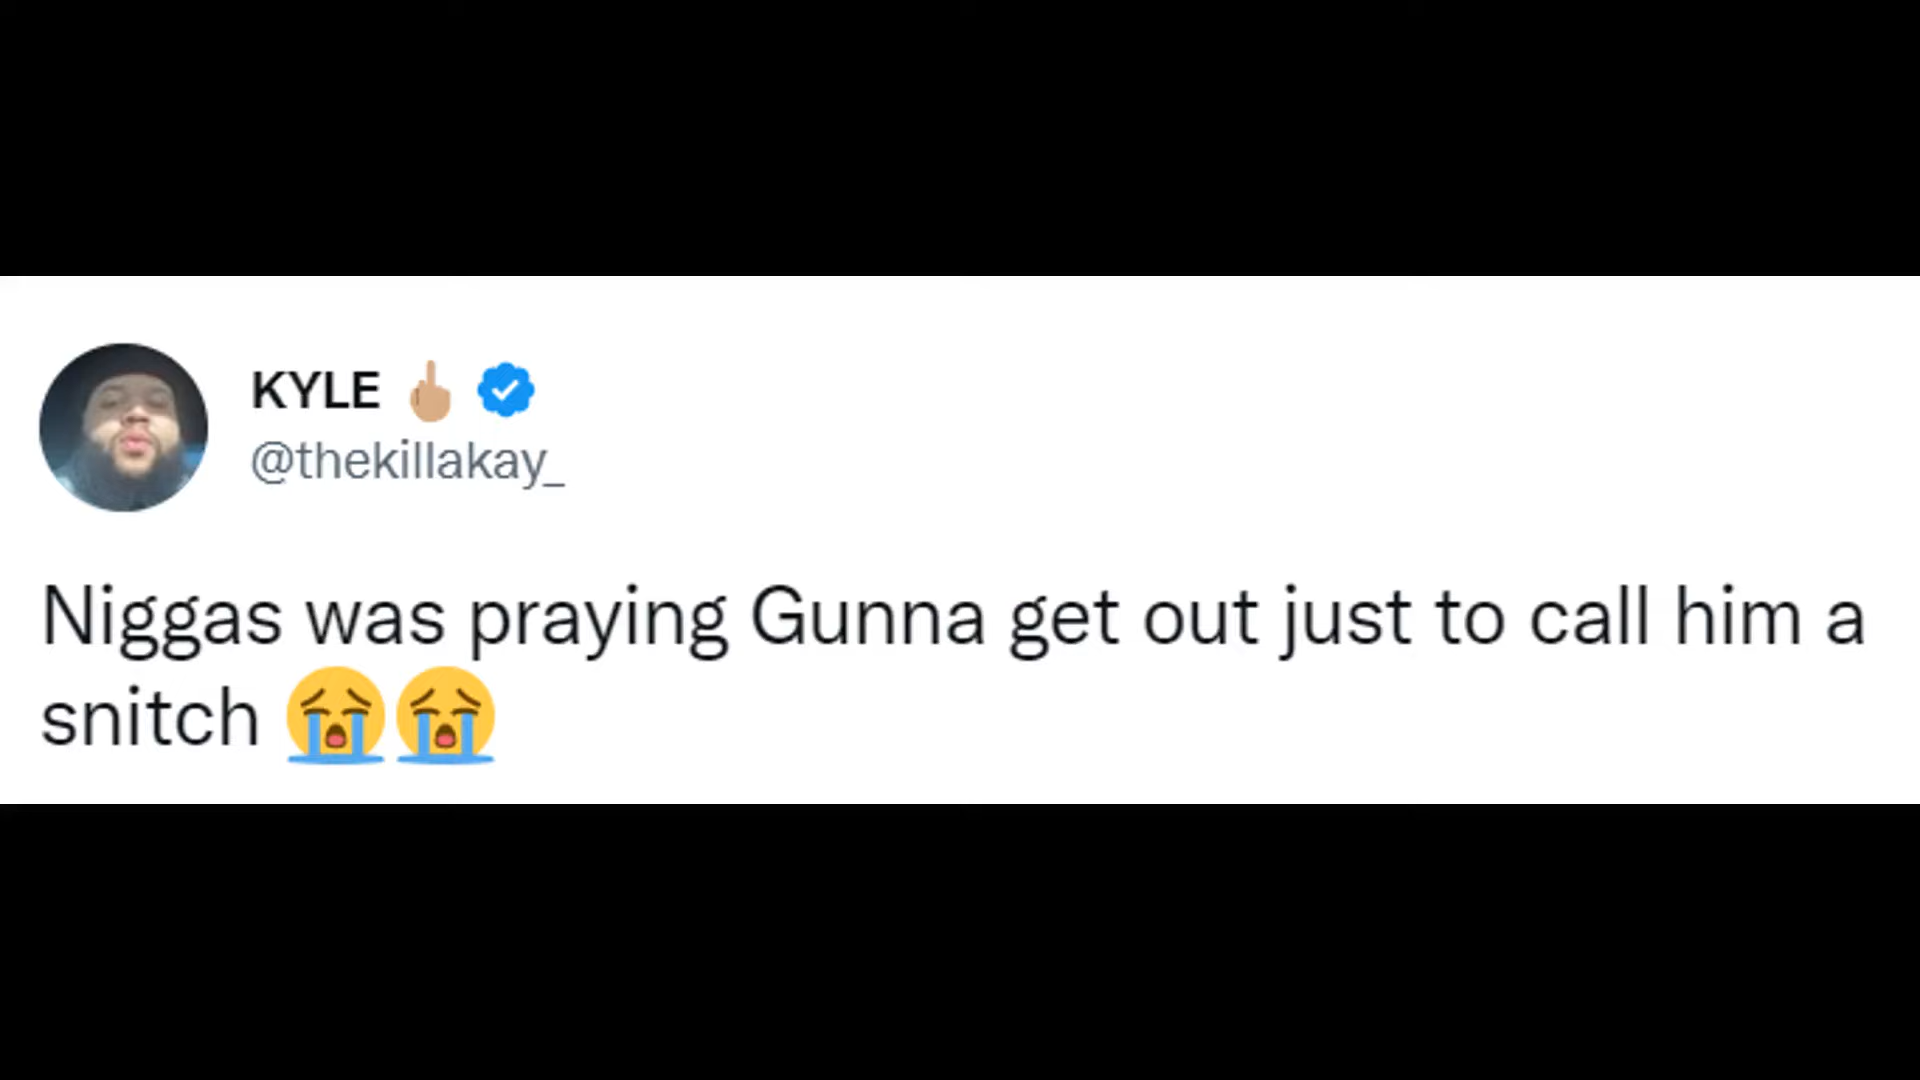 KYLE 🖕🏼
@thekillakay_
Niggas was praying Gunna get out just to call him a
snitch 😭😭